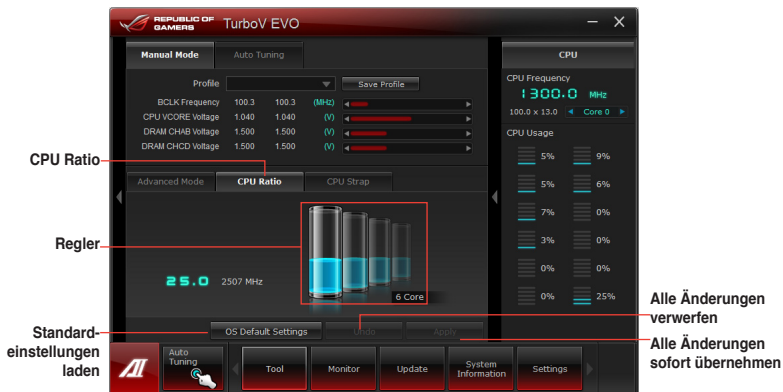 REPUBLIC OF GAMERS TurboV EVO
Manual Mode Auto Tuning
Profile Save Profile
BCLK Frequency 100.3 100.3 (MHz)
CPU VCORE Voltage 1.040 1.040 (V)
DRAM CHAB Voltage 1.500 1.500 (V)
DRAM CHCD Voltage 1.500 1.500 (V)
CPU Ratio
Advanced Mode CPU Ratio CPU Strap
Regler
25.0 2507 MHz
6 Core
OS Default Settings Undo Apply
Standard-
einstellungen
laden
Auto Tuning
Tool Monitor Update System Information Settings
CPU
CPU Frequency
1300.0 MHz
100.0 x 13.0 Core 0
CPU Usage
5% 9%
5% 6%
7% 0%
3% 0%
0% 0%
0% 25%
Alle Änderungen
verwerfen
Alle Änderungen
sofort übernehmen